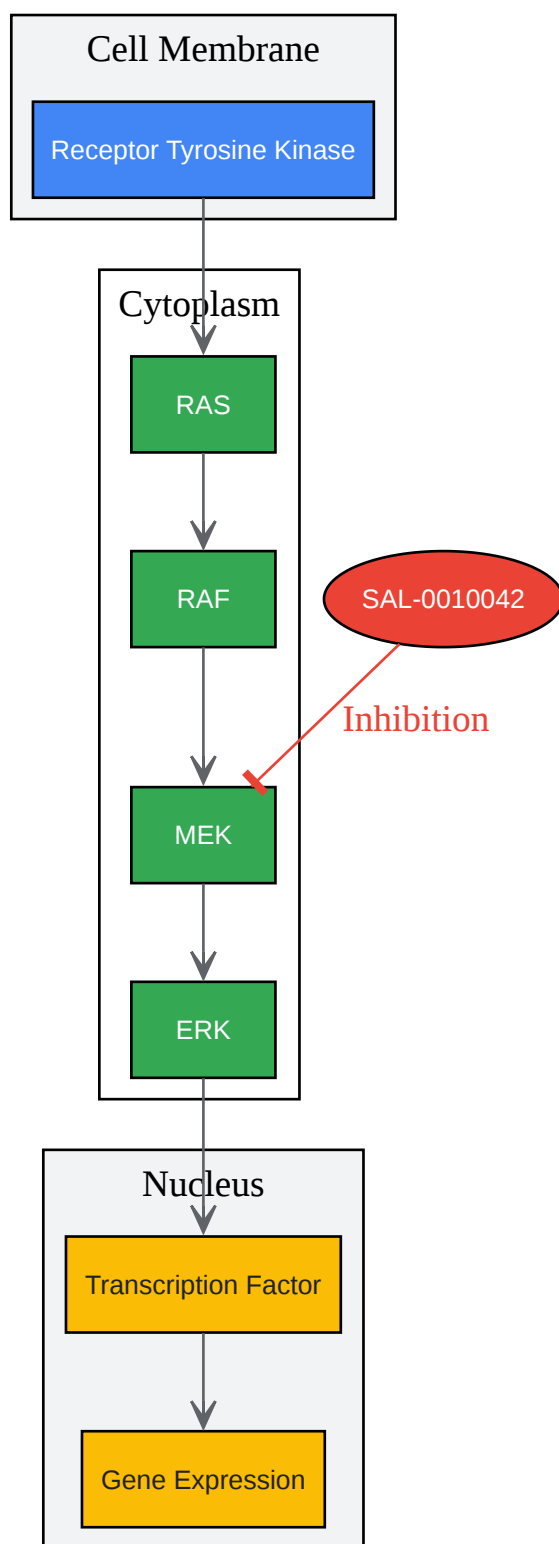 Cell Membrane
Receptor Tyrosine Kinase
Cytoplasm
RAS
RAF
SAL-0010042
Inhibition
MEK
ERK
Nucleus
Transcription Factor
Gene Expression